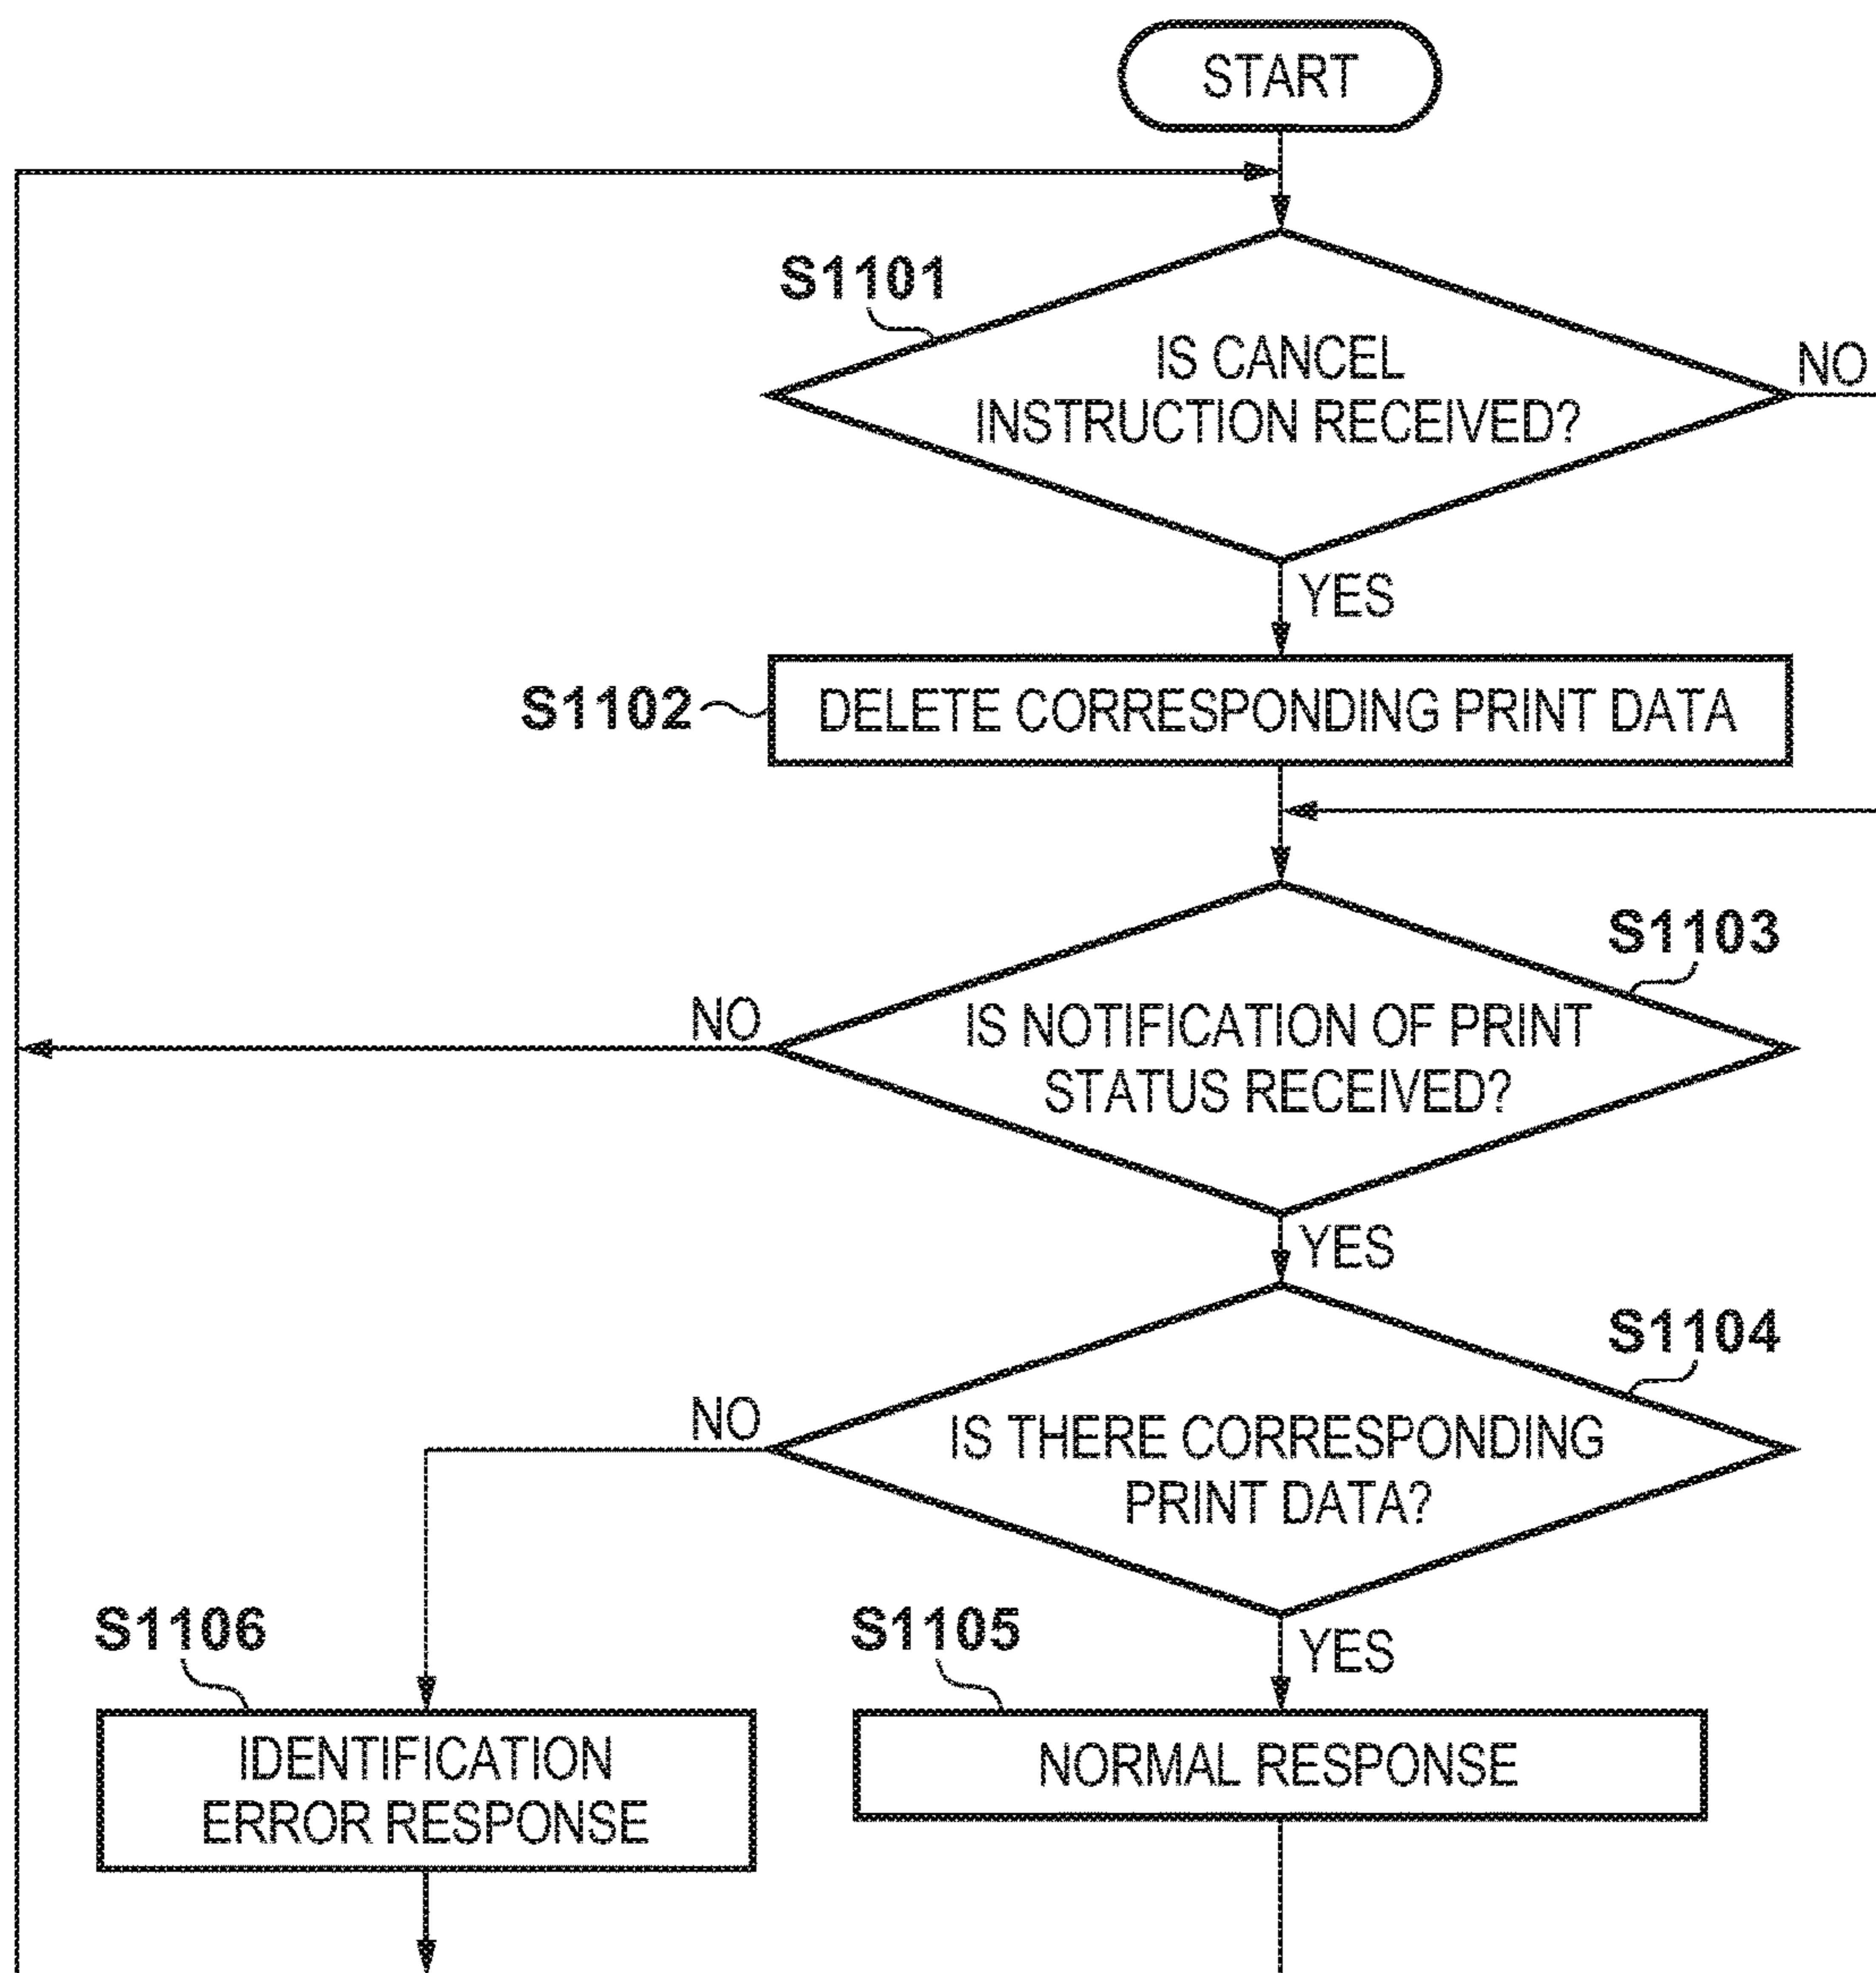 START
S1101
IS CANCEL
INSTRUCTION RECEIVED?
NO
YES
S1102
DELETE CORRESPONDING PRINT DATA
S1103
NO
IS NOTIFICATION OF PRINT
STATUS RECEIVED?
YES
S1104
NO
IS THERE CORRESPONDING
PRINT DATA?
S1106
S1105
YES
IDENTIFICATION
ERROR RESPONSE
NORMAL RESPONSE